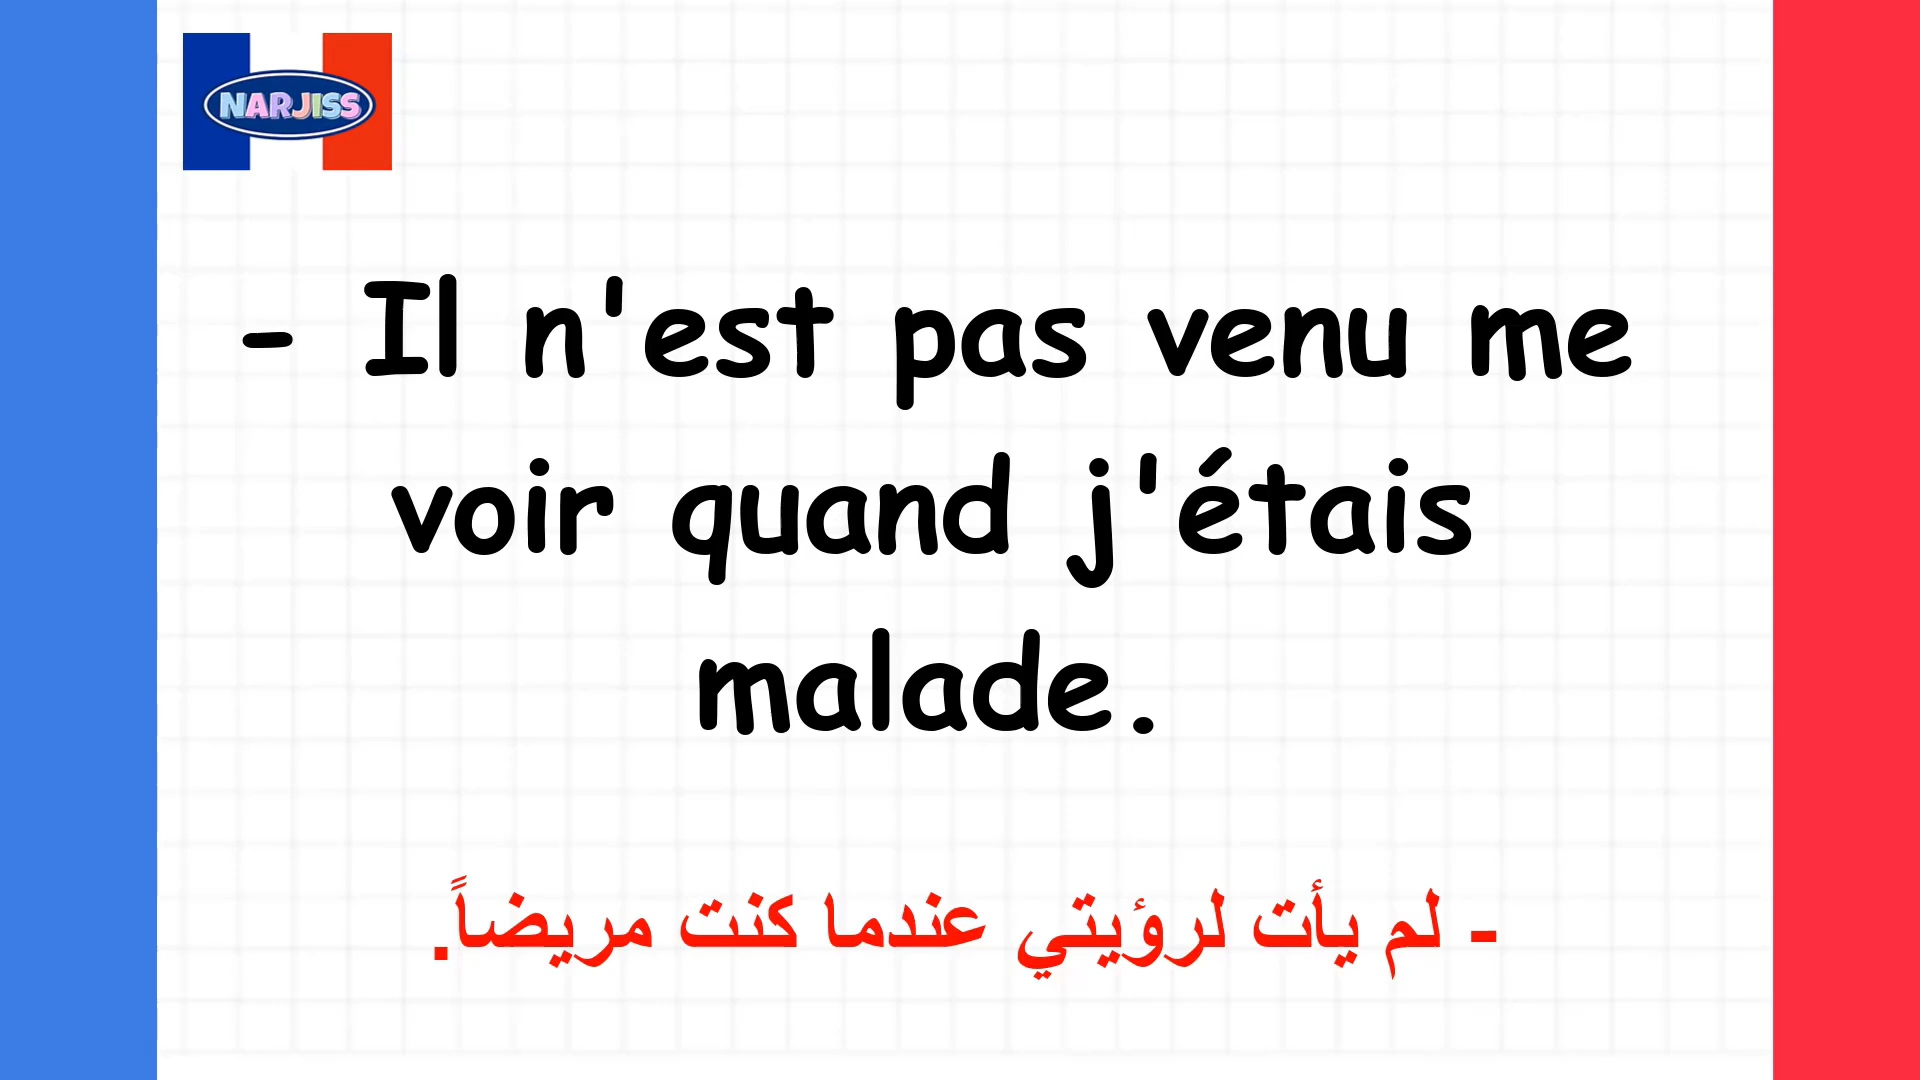 NARJISS
- Il n'est pas venu me
voir quand j'étais
malade.
- لم يأت لرؤيتي عندما كنت مريضاً.